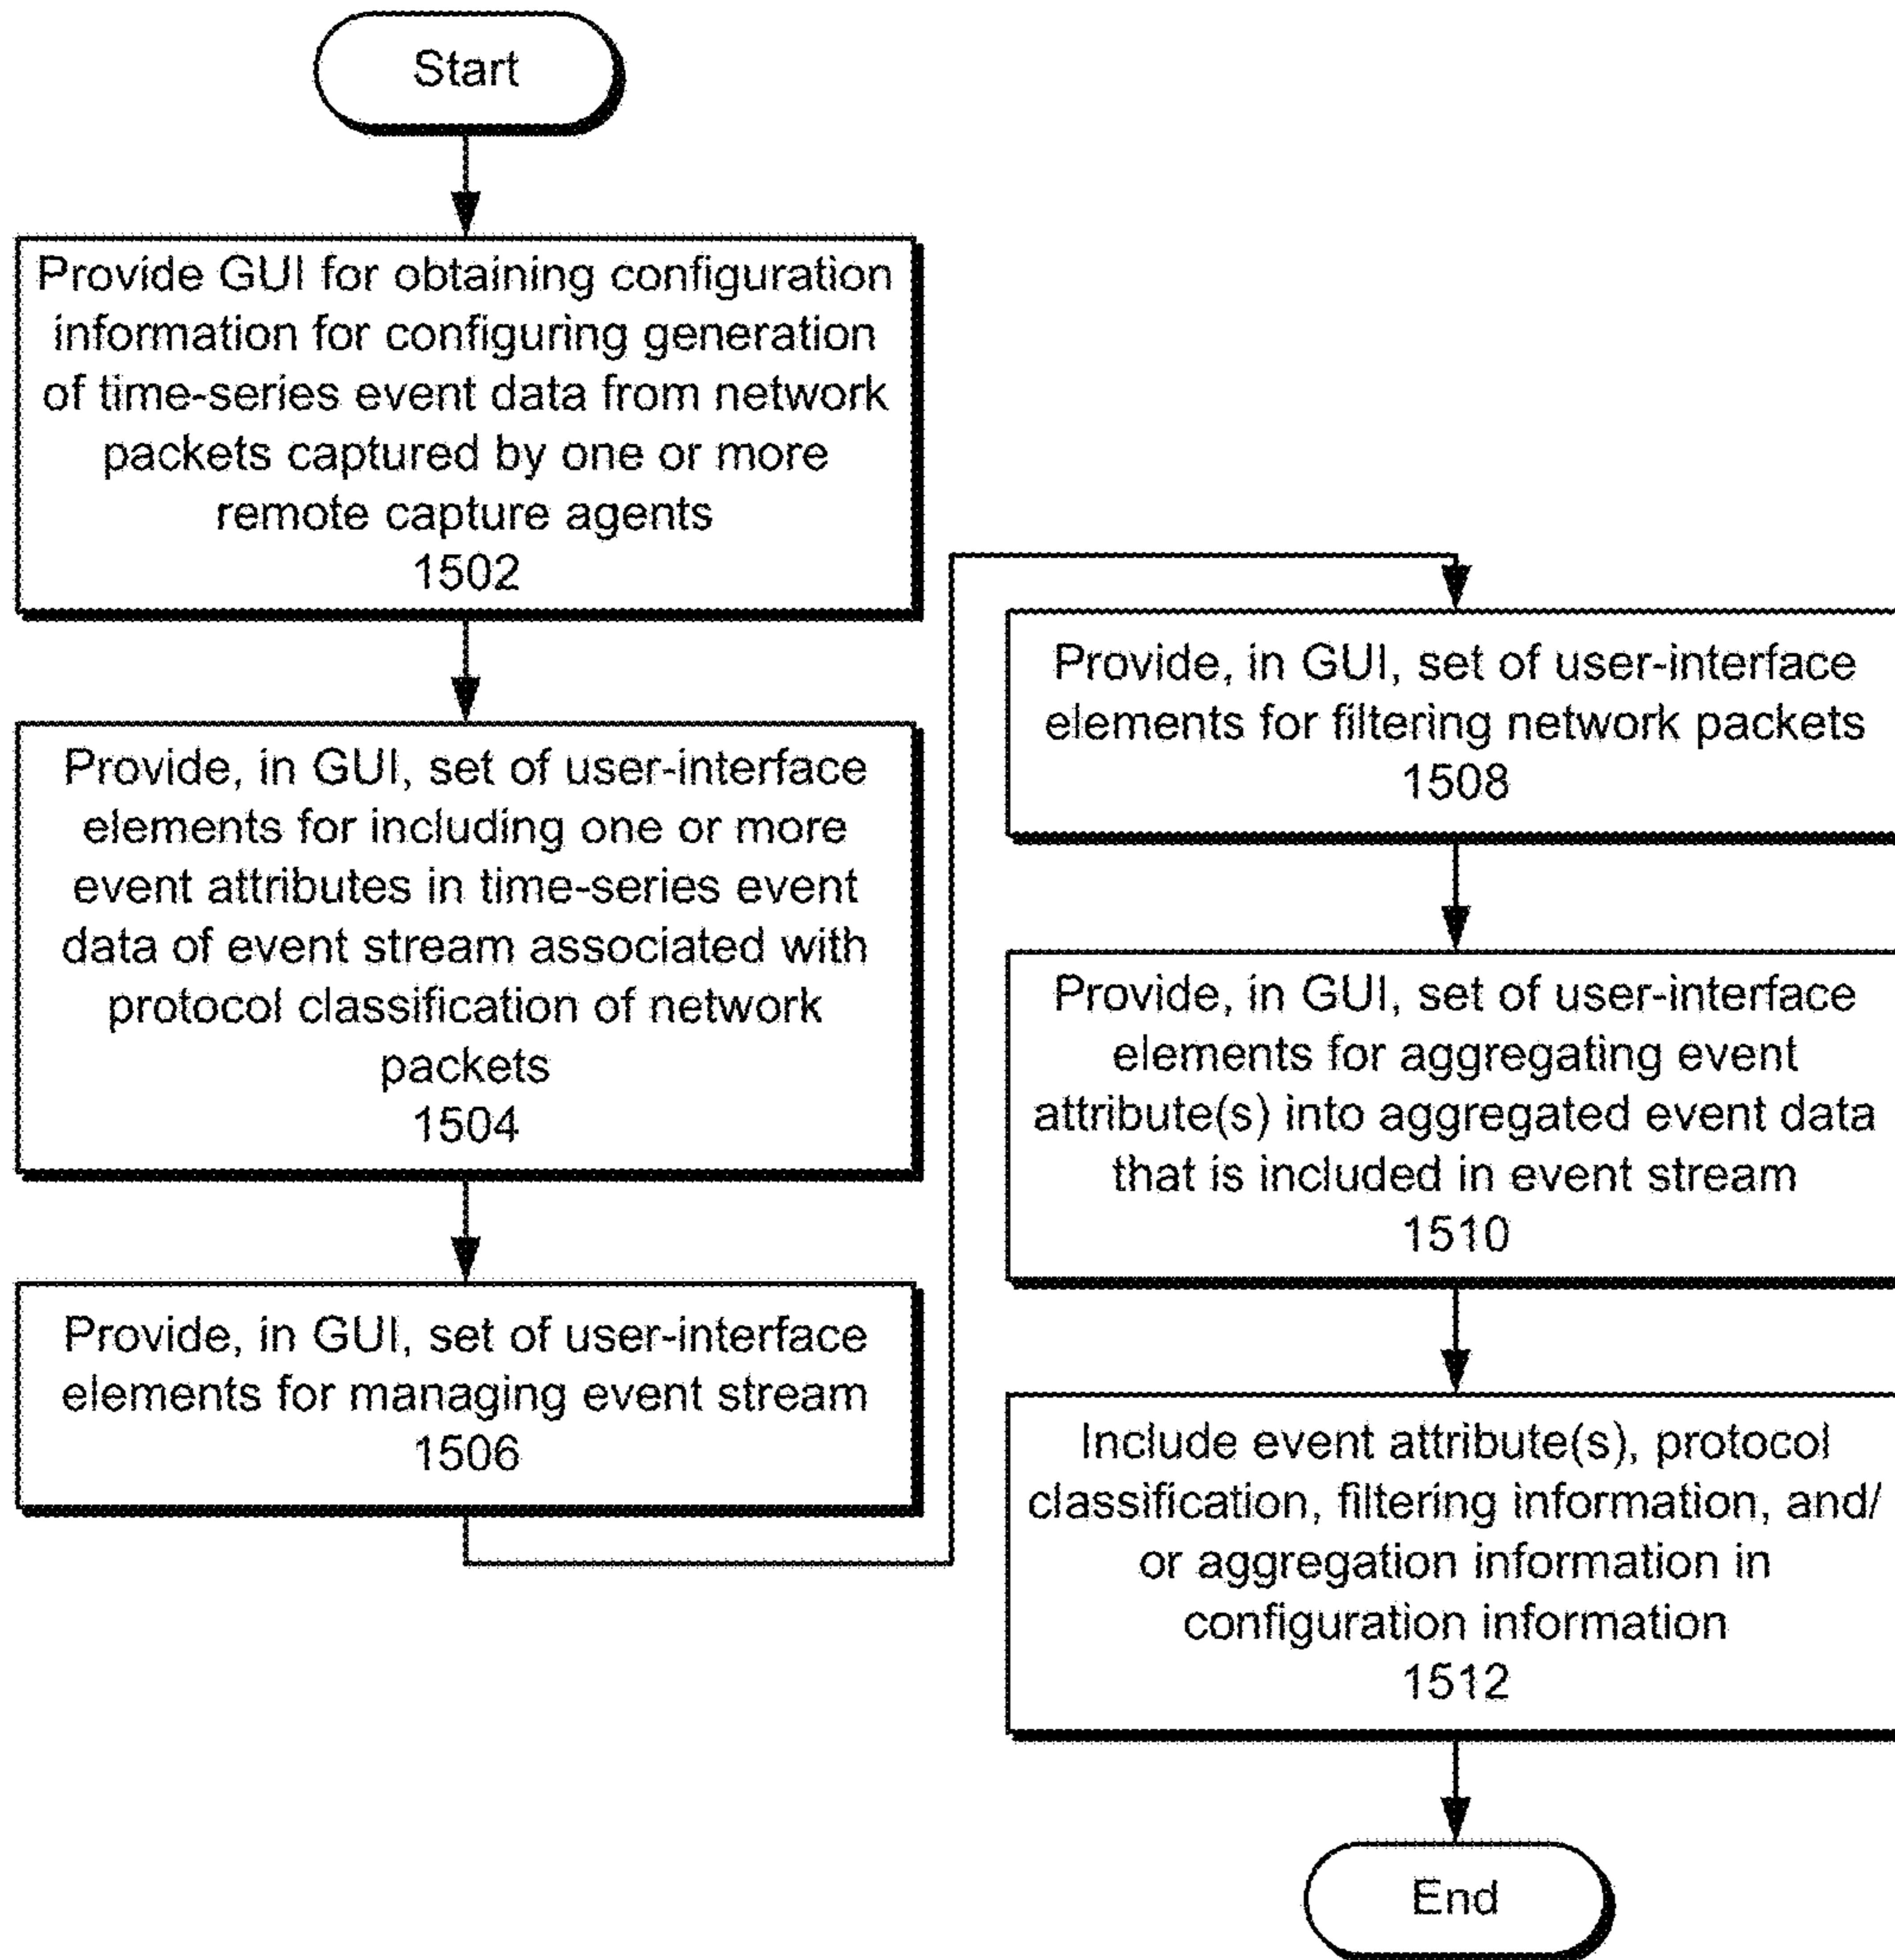 Start
Provide GUI for obtaining configuration
information for configuring generation
of time-series event data from network
packets captured by one or more
remote capture agents
1502
Provide, in GUI, set of user-interface
elements for including one or more
event attributes in time-series event
data of event stream associated with
protocol classification of network
packets
1504
Provide, in GUI, set of user-interface
elements for managing event stream
1506
Provide, in GUI, set of user-interface
elements for filtering network packets
1508
Provide, in GUI, set of user-interface
elements for aggregating event
attribute(s) into aggregated event data
that is included in event stream
1510
Include event attribute(s), protocol
classification, filtering information, and/
or aggregation information in
configuration information
1512
End